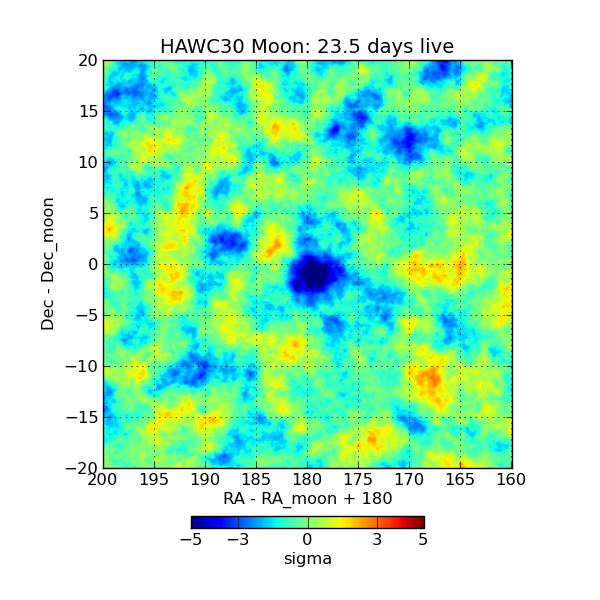 HAWC30 Moon: 23.5 days live
20
15
10
5
0
−5
−10
−15
−20
Dec - Dec_moon
200 195 190 185 180 175 170 165 160
RA - RA_moon + 180
−5 −3 0 3 5
sigma